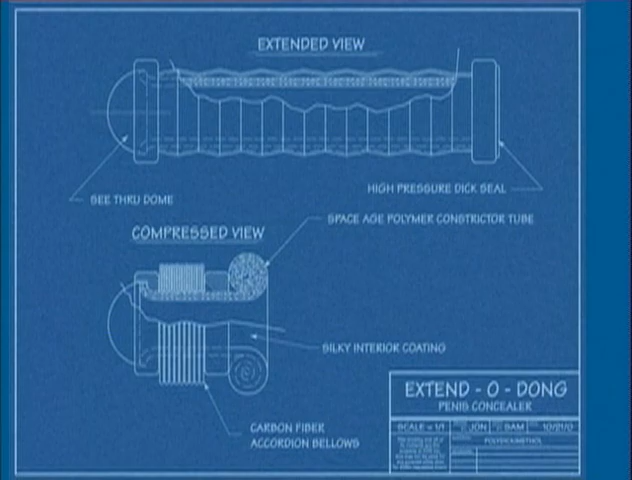 EXTENDED VIEW
SEE THRU DOME
HIGH PRESSURE DICK SEAL
SPACE AGE POLYMER CONSTRICTOR TUBE
COMPRESSED VIEW
SILKY INTERIOR COATING
CARBON FIBER
ACCORDION BELLOWS
EXTEND - O - DONG
PENIS CONCEALER
SCALE = 1/1 JON SAM